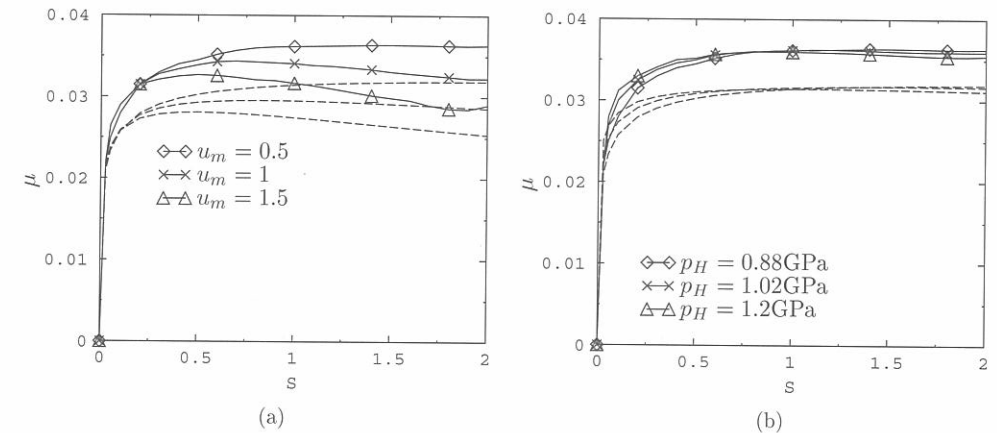 0.04
0.03
0.02
0.01
0
μ
u_m = 0.5
u_m = 1
u_m = 1.5
0 0.5 1 1.5 2
S
(a)
0.04
0.03
0.02
0.01
0
μ
p_H = 0.88GPa
p_H = 1.02GPa
p_H = 1.2GPa
0 0.5 1 1.5 2
S
(b)